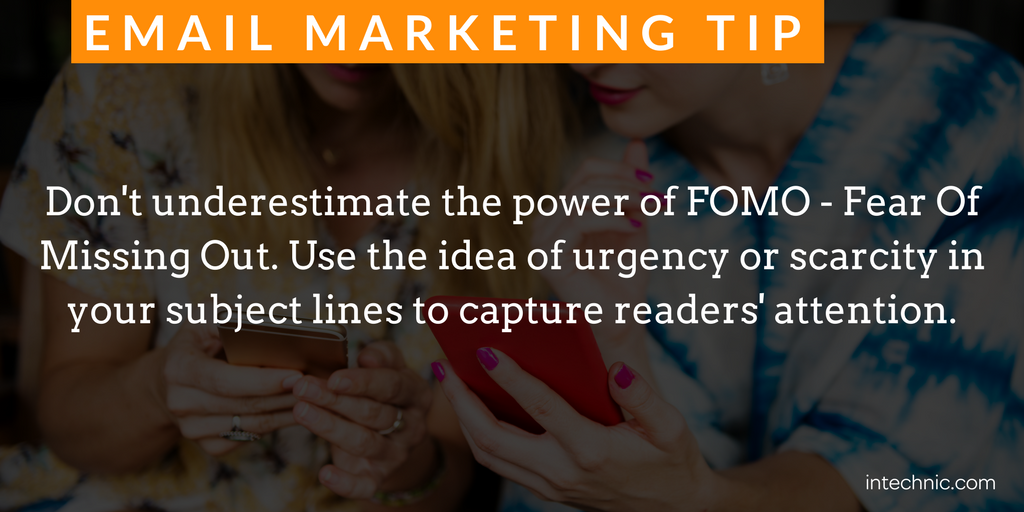 EMAIL MARKETING TIP
Don't underestimate the power of FOMO - Fear Of
Missing Out. Use the idea of urgency or scarcity in
your subject lines to capture readers' attention.
intechnic.com